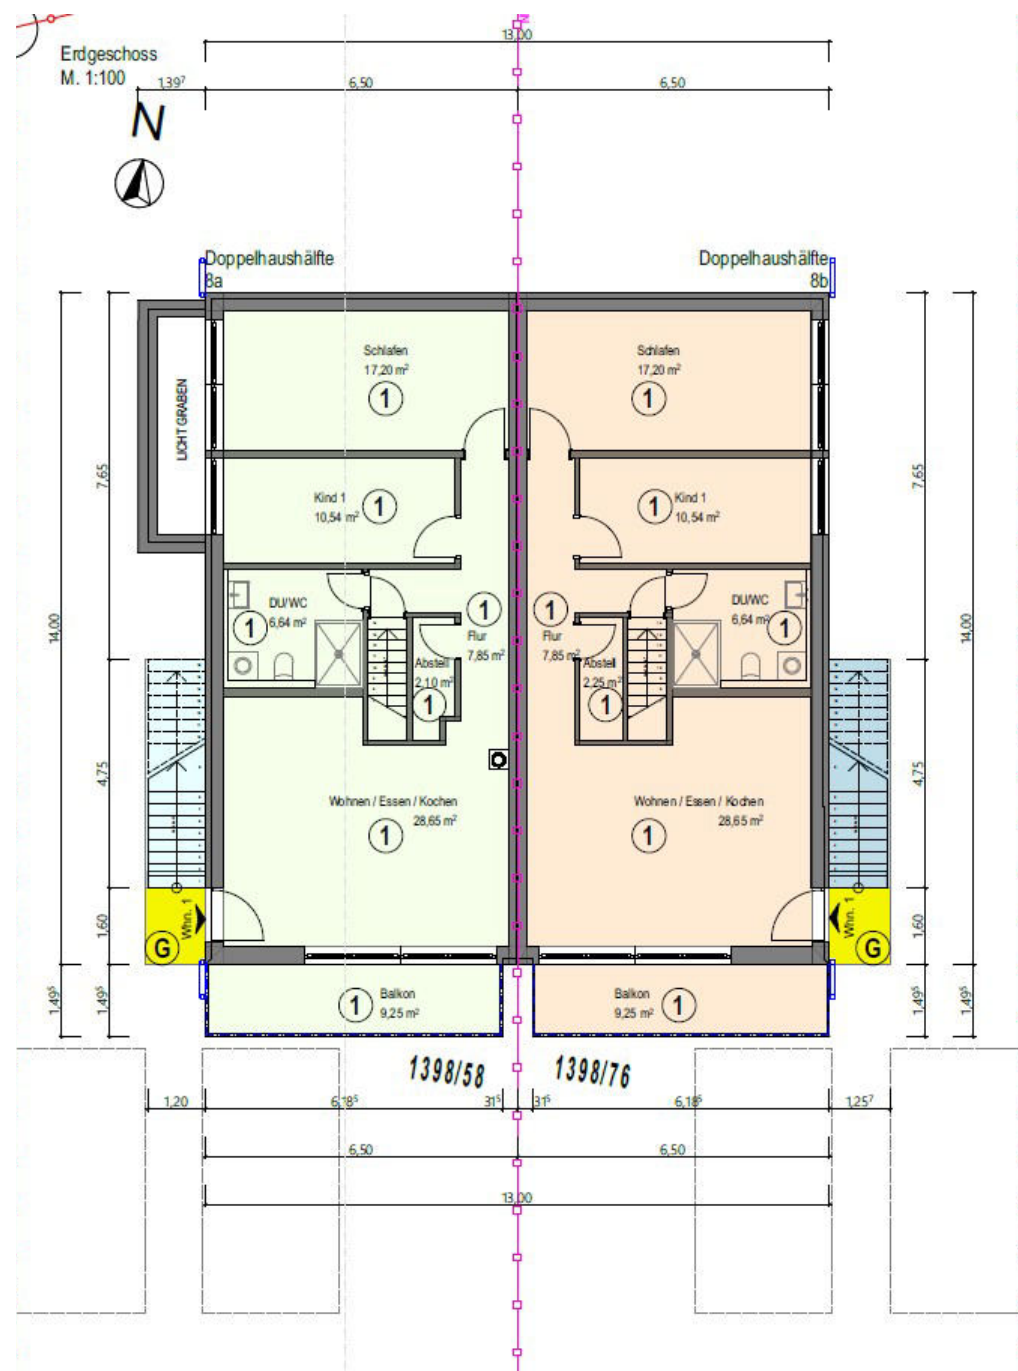 13,00
Erdgeschoss
M. 1:100
1,39⁷
6,50
6,50
N
Doppelhaushälfte
8a
Doppelhaushälfte
8b
LICHT GRABEN
Schlafen
17,20 m²
1
Schlafen
17,20 m²
1
7,65
7,65
Kind 1
10,54 m²
1
1
Kind 1
10,54 m²
14,00
14,00
DU/WC
6,64 m²
1
1
Flur
7,85 m²
1
Flur
7,85 m²
DU/WC
6,64 m²
1
Abstell
2,10 m²
1
Abstell
2,25 m²
1
4,75
4,75
Wohnen / Essen / Kochen
28,65 m²
1
Wohnen / Essen / Kochen
28,65 m²
1
1,60
Whn. 1
G
Whn. 1
G
1,60
1,49⁵
1,49⁵
1
Balkon
9,25 m²
Balkon
9,25 m²
1
1,49⁵
1,49⁵
1398/58
1398/76
1,20
6,18⁵
31⁵
31⁵
6,18⁵
1,25⁷
6,50
6,50
13,00